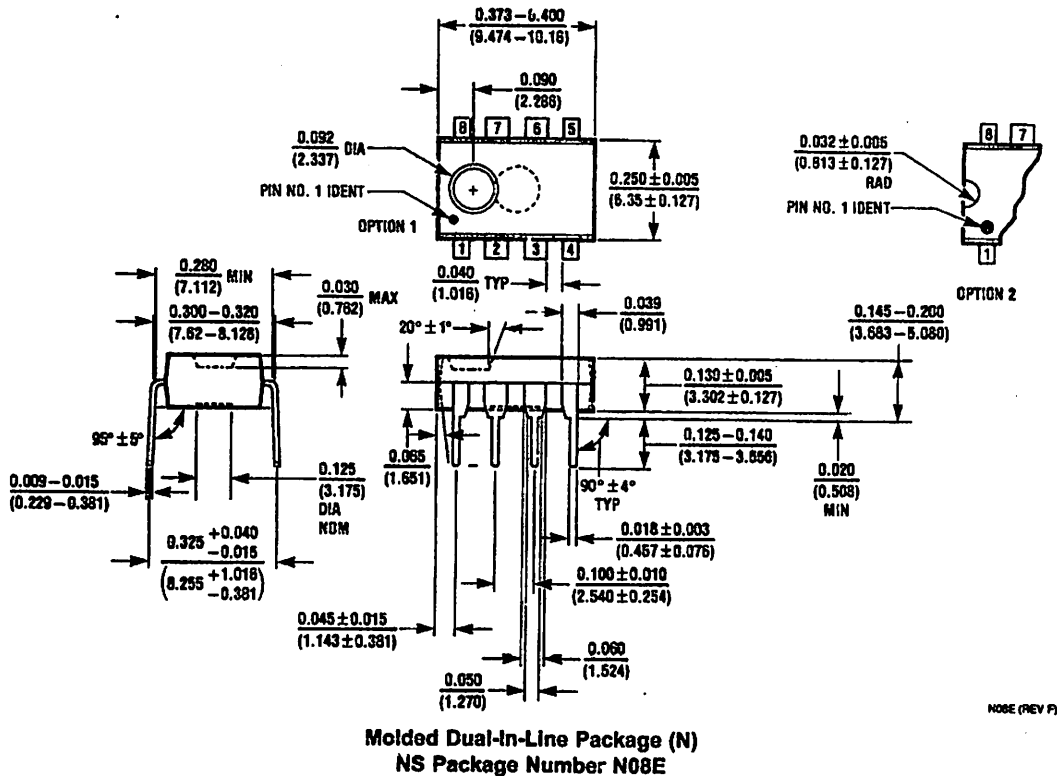 0.373–0.400
(9.474–10.16)
0.090
(2.286)
8 7 6 5
0.092 DIA
(2.337)
PIN NO. 1 IDENT
OPTION 1
1 2 3 4
0.250 ± 0.005
(6.35 ± 0.127)
8 7
0.032 ± 0.005
(0.813 ± 0.127)
RAD
PIN NO. 1 IDENT
1
OPTION 2
0.280 MIN
(7.112)
0.300–0.320
(7.62–8.128)
0.030 MAX
(0.762)
0.040 TYP
(1.016)
20° ± 1°
0.039
(0.991)
0.145–0.200
(3.683–5.080)
0.130 ± 0.005
(3.302 ± 0.127)
0.125–0.140
(3.175–3.556)
0.020
(0.508)
MIN
95° ± 5°
0.009–0.015
(0.229–0.381)
0.125
(3.175)
DIA
NOM
0.325 +0.040 –0.015
(8.255 +1.016 –0.381)
0.065
(1.651)
90° ± 4°
TYP
0.018 ± 0.003
(0.457 ± 0.076)
0.100 ± 0.010
(2.540 ± 0.254)
0.045 ± 0.015
(1.143 ± 0.381)
0.060
(1.524)
0.050
(1.270)
N08E (REV F)
Molded Dual-In-Line Package (N)
NS Package Number N08E